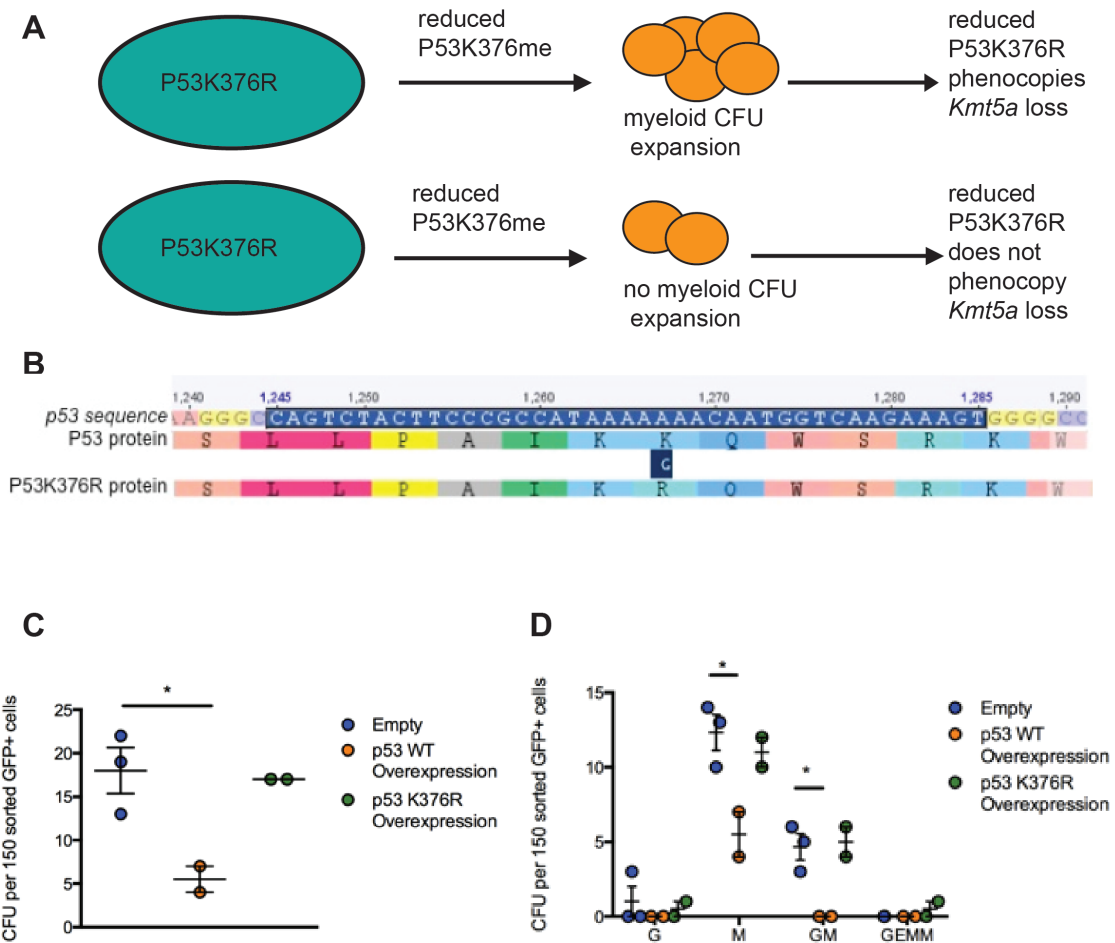 A
P53K376R
reduced
P53K376me
myeloid CFU
expansion
reduced
P53K376R
phenocopies
Kmt5a loss
P53K376R
reduced
P53K376me
no myeloid CFU
expansion
reduced
P53K376R
does not
phenocopy
Kmt5a loss
B
1,240 1,245 1,250 1,260 1,270 1,280 1,285 1,290
p53 sequence AAGGGCCAGTCTACTTCCCGCCATAAAAAAACAATGGTCAAGAAAGTGGGGCC
P53 protein S L L P A I K K Q W S R K W
G
P53K376R protein S L L P A I K R Q W S R K W
C
CFU per 150 sorted GFP+ cells
25
20
15
10
5
0
*
Empty
p53 WT
Overexpression
p53 K376R
Overexpression
D
CFU per 150 sorted GFP+ cells
15
10
5
0
*
*
G M GM GEMM
Empty
p53 WT
Overexpression
p53 K376R
Overexpression